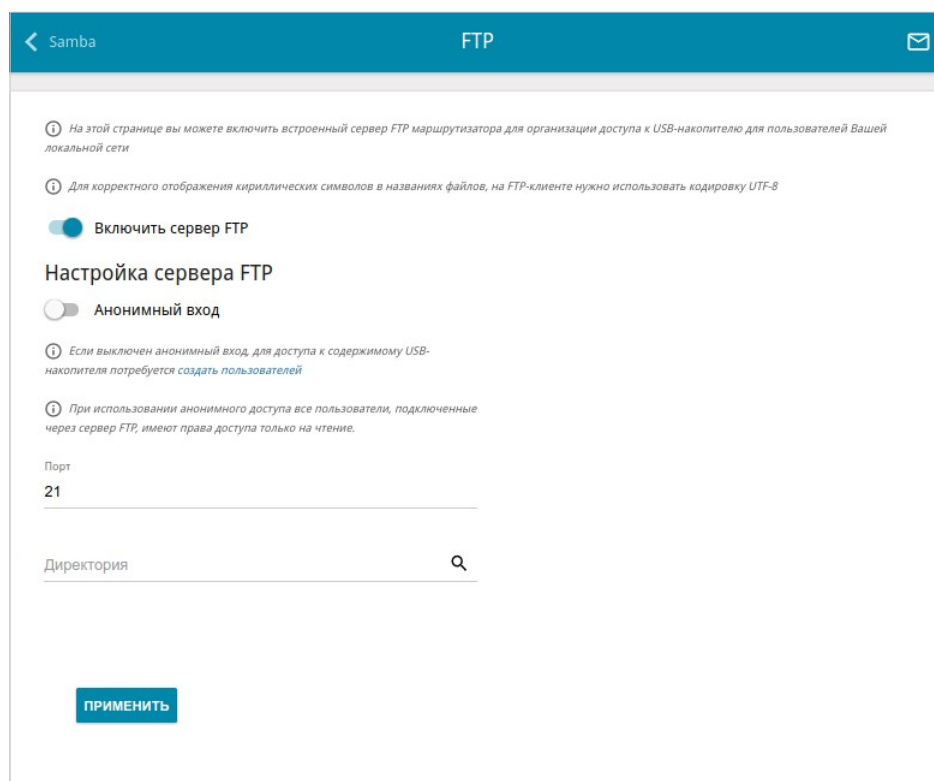 Samba
FTP
На этой странице вы можете включить встроенный сервер FTP маршрутизатора для организации доступа к USB-накопителю для пользователей Вашей
локальной сети
Для корректного отображения кириллических символов в названиях файлов, на FTP-клиенте нужно использовать кодировку UTF-8
Включить сервер FTP
Настройка сервера FTP
Анонимный вход
Если выключен анонимный вход, для доступа к содержимому USB-
накопителя потребуется создать пользователей
При использовании анонимного доступа все пользователи, подключенные
через сервер FTP, имеют права доступа только на чтение.
Порт
21
Директория
ПРИМЕНИТЬ